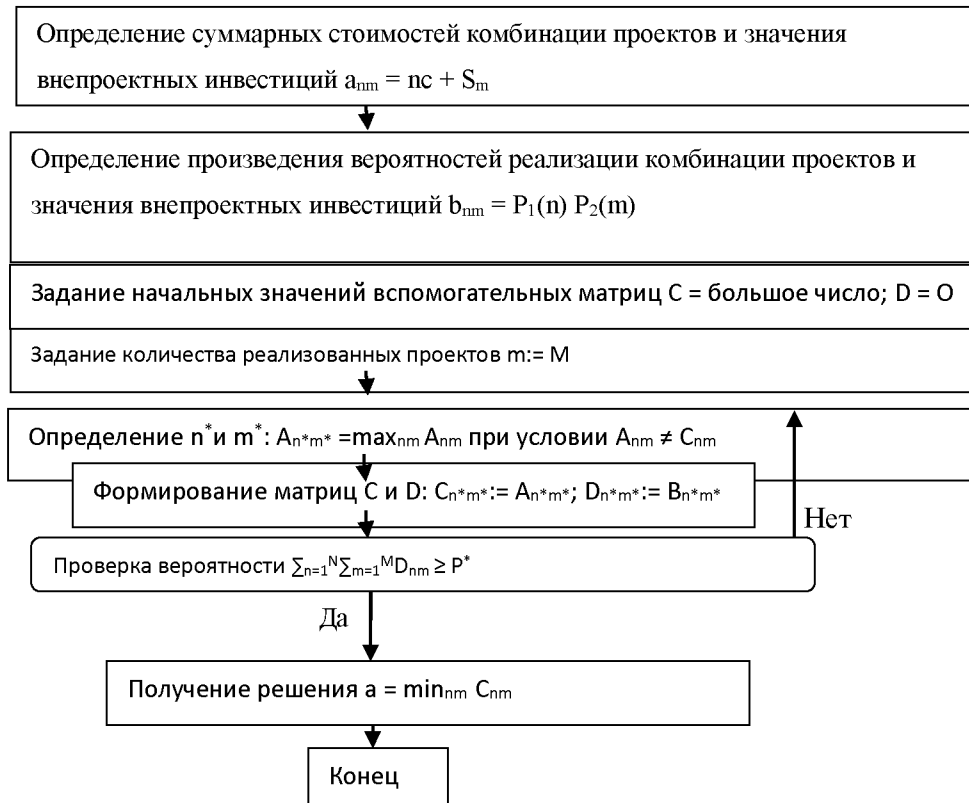 Определение суммарных стоимостей комбинации проектов и значения
внепроектных инвестиций aₙₘ = nc + Sₘ
Определение произведения вероятностей реализации комбинации проектов и
значения внепроектных инвестиций bₙₘ = P₁(n) P₂(m)
Задание начальных значений вспомогательных матриц C = большое число; D = O
Задание количества реализованных проектов m:= M
Определение n* и m*: Aₙ*ₘ* =maxₙₘ Aₙₘ при условии Aₙₘ ≠ Cₙₘ
Формирование матриц C и D: Cₙ*ₘ*:= Aₙ*ₘ*; Dₙ*ₘ*:= Bₙ*ₘ*
Нет
Проверка вероятности ∑ₙ₌₁ᴺ∑ₘ₌₁ᴹDₙₘ ≥ P*
Да
Получение решения a = minₙₘ Cₙₘ
Конец